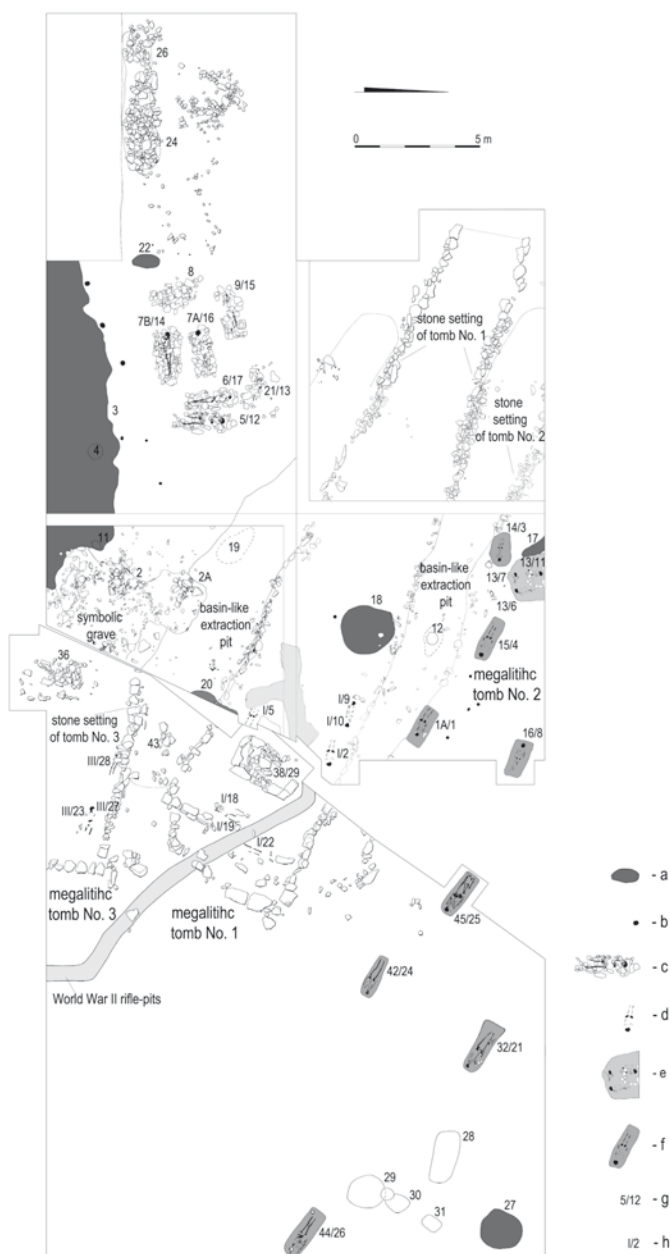 26
24
0
5 m
22
8
9/15
7B/14
7A/16
6/17
21/13
5/12
3
4
stone setting
of tomb No. 1
stone
setting
of tomb No. 2
11
2
2A
19
symbolic
grave
basin-like
extraction
pit
36
20
I/5
stone setting
of tomb No. 3
43
III/28
38/29
III/23
III/27
I/18
I/19
I/22
megalitihc
tomb No. 3
megalitihc
tomb No. 1
World War II rifle-pits
14/3
17
13/11
13/7
13/6
18
basin-like
extraction
pit
12
15/4
megalitihc
tomb No. 2
I/9
I/10
1A/1
I/2
16/8
45/25
42/24
32/21
28
29
30
31
27
44/26
- a
- b
- c
- d
- e
- f
5/12 - g
I/2 - h